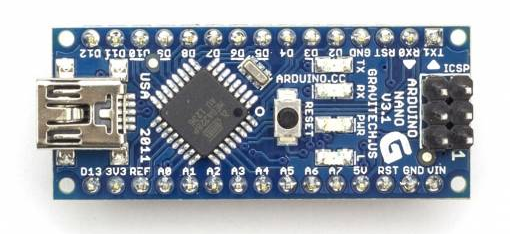 D12 D11 D10 D9 D8 D7 D6 D5 D4 D3 D2 GND RST RX0 TX1
ICSP
1
ARDUINO
NANO
V3.1
GRAVITECH.US
G
TX
RX
PWR
L
RESET
ARDUINO.CC
USA
2011
D13 3V3 REF A0 A1 A2 A3 A4 A5 A6 A7 5V RST GND VIN